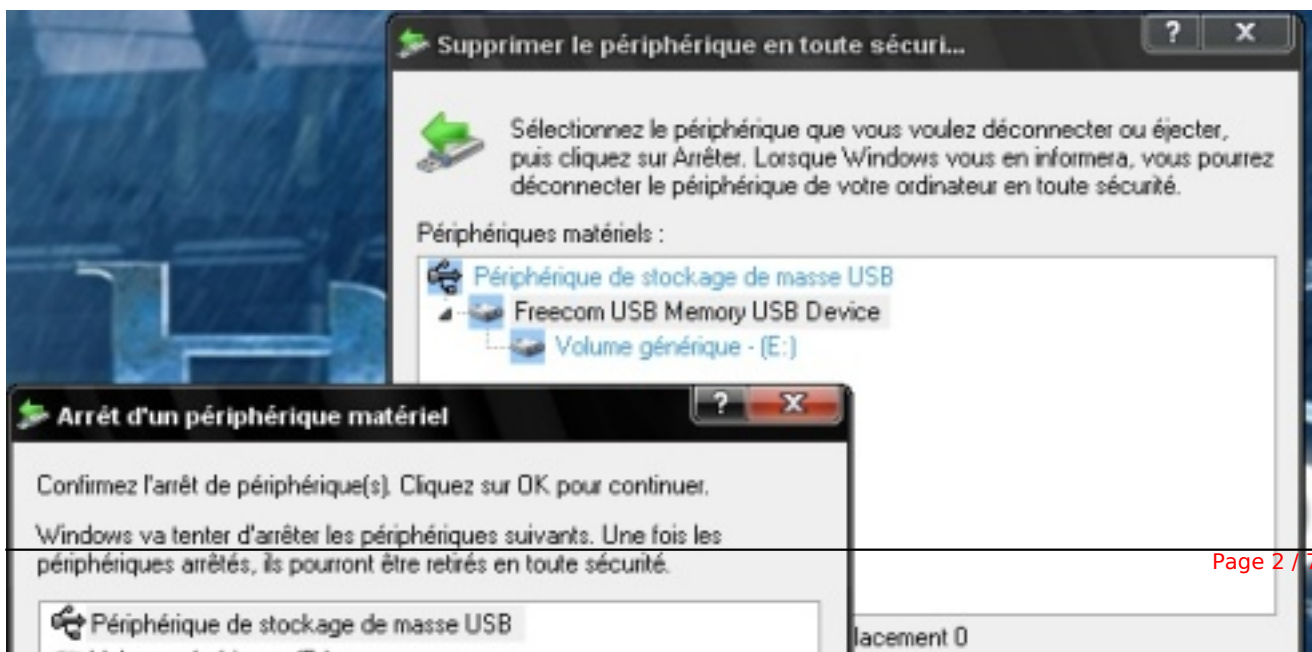 Supprimer le périphérique en toute sécuri...
? X
Sélectionnez le périphérique que vous voulez déconnecter ou éjecter,
puis cliquez sur Arrêter. Lorsque Windows vous en informera, vous pourrez
déconnecter le périphérique de votre ordinateur en toute sécurité.
Périphériques matériels :
Périphérique de stockage de masse USB
Freecom USB Memory USB Device
Volume générique - (E:)
Arrêt d'un périphérique matériel
? X
Confirmez l'arrêt de périphérique(s). Cliquez sur OK pour continuer.
Windows va tenter d'arrêter les périphériques suivants. Une fois les
périphériques arrêtés, ils pourront être retirés en toute sécurité.
Page 2 / 7
Périphérique de stockage de masse USB
lacement 0